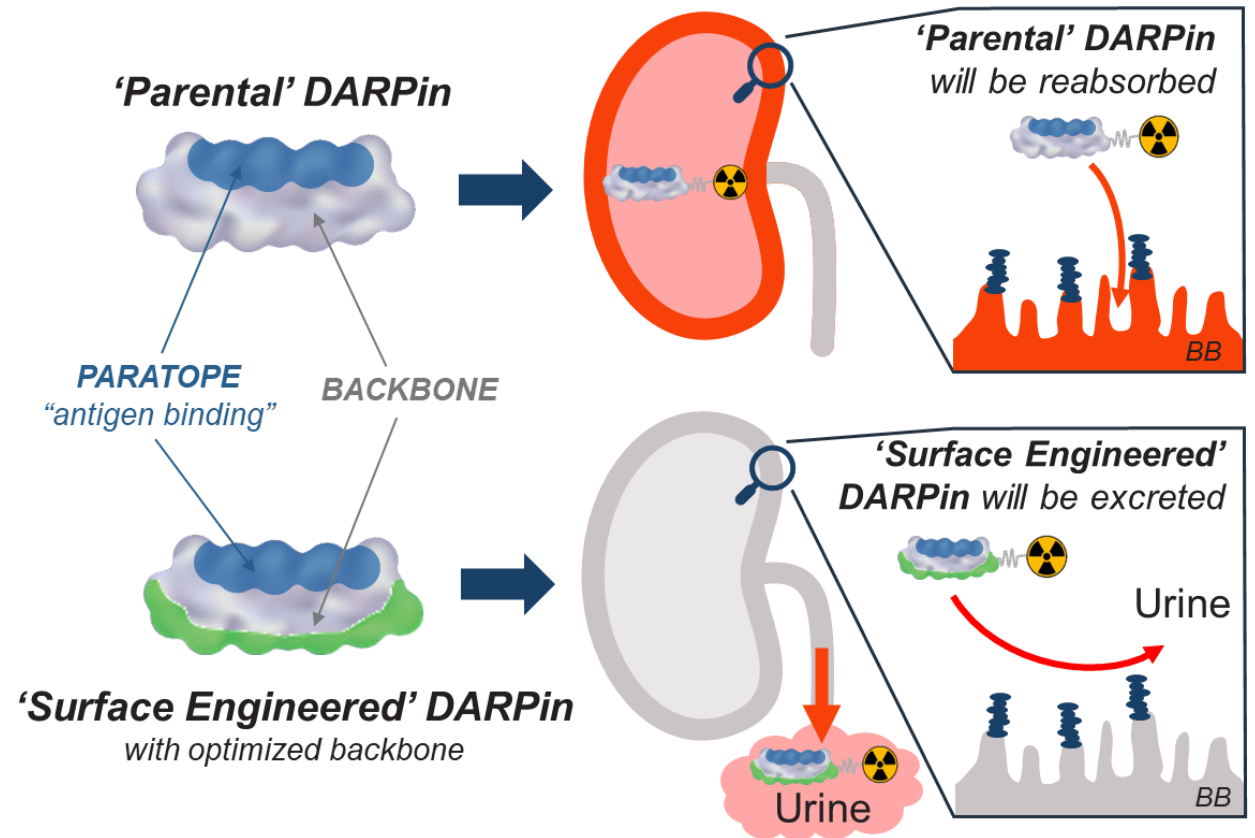 ‘Parental’ DARPin
‘Parental’ DARPin
will be reabsorbed
BB
PARATOPE
“antigen binding”
BACKBONE
‘Surface Engineered’
DARPin will be excreted
Urine
BB
‘Surface Engineered’ DARPin
with optimized backbone
Urine